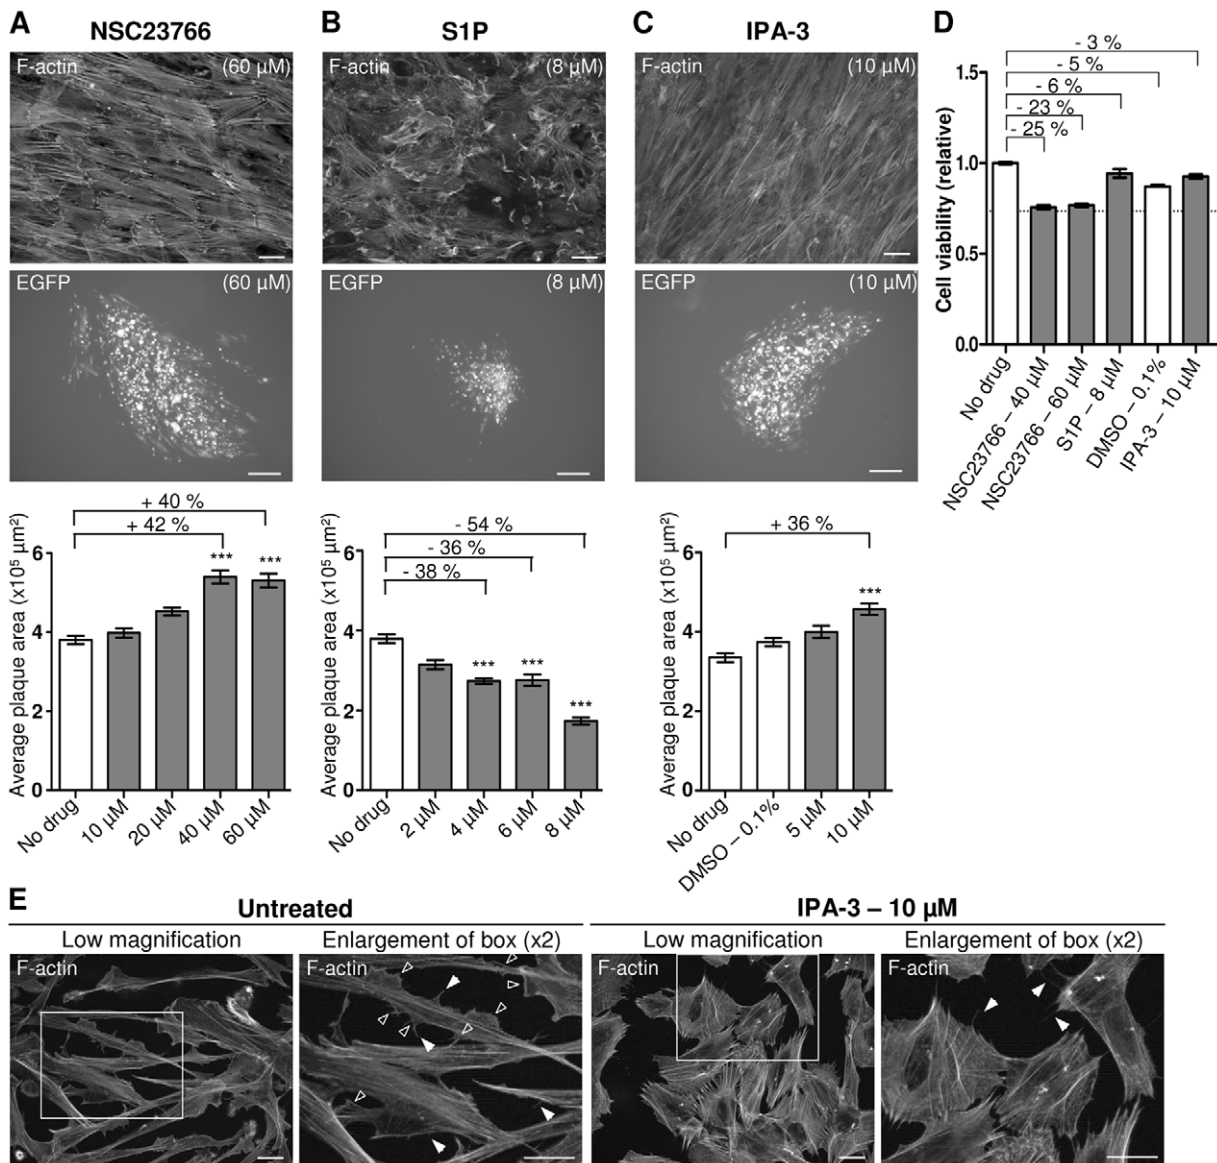 A
NSC23766
F-actin
(60 µM)
EGFP
(60 µM)
+ 40 %
+ 42 %
Average plaque area (x10⁵ µm²)
6
4
2
0
***
***
No drug
10 µM
20 µM
40 µM
60 µM
B
S1P
F-actin
(8 µM)
EGFP
(8 µM)
- 54 %
- 36 %
- 38 %
Average plaque area (x10⁵ µm²)
6
4
2
0
***
***
***
No drug
2 µM
4 µM
6 µM
8 µM
C
IPA-3
F-actin
(10 µM)
EGFP
(10 µM)
+ 36 %
Average plaque area (x10⁵ µm²)
6
4
2
0
***
No drug
DMSO – 0.1%
5 µM
10 µM
D
- 3 %
- 5 %
- 6 %
- 23 %
- 25 %
Cell viability (relative)
1.5
1.0
0.5
0.0
No drug
NSC23766 – 40 µM
NSC23766 – 60 µM
S1P – 8 µM
DMSO – 0.1%
IPA-3 – 10 µM
E
Untreated
Low magnification
Enlargement of box (x2)
F-actin
F-actin
IPA-3 – 10 µM
Low magnification
Enlargement of box (x2)
F-actin
F-actin